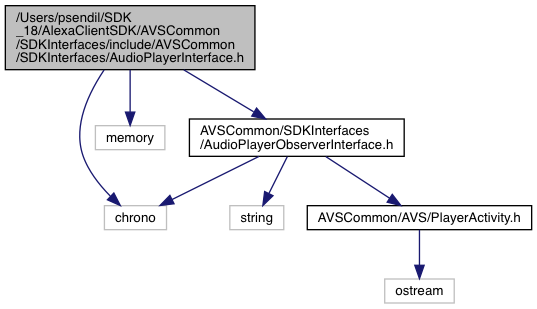 /Users/psendil/SDK
_18/AlexaClientSDK/AVSCommon
/SDKInterfaces/include/AVSCommon
/SDKInterfaces/AudioPlayerInterface.h
memory
AVSCommon/SDKInterfaces
/AudioPlayerObserverInterface.h
chrono
string
AVSCommon/AVS/PlayerActivity.h
ostream